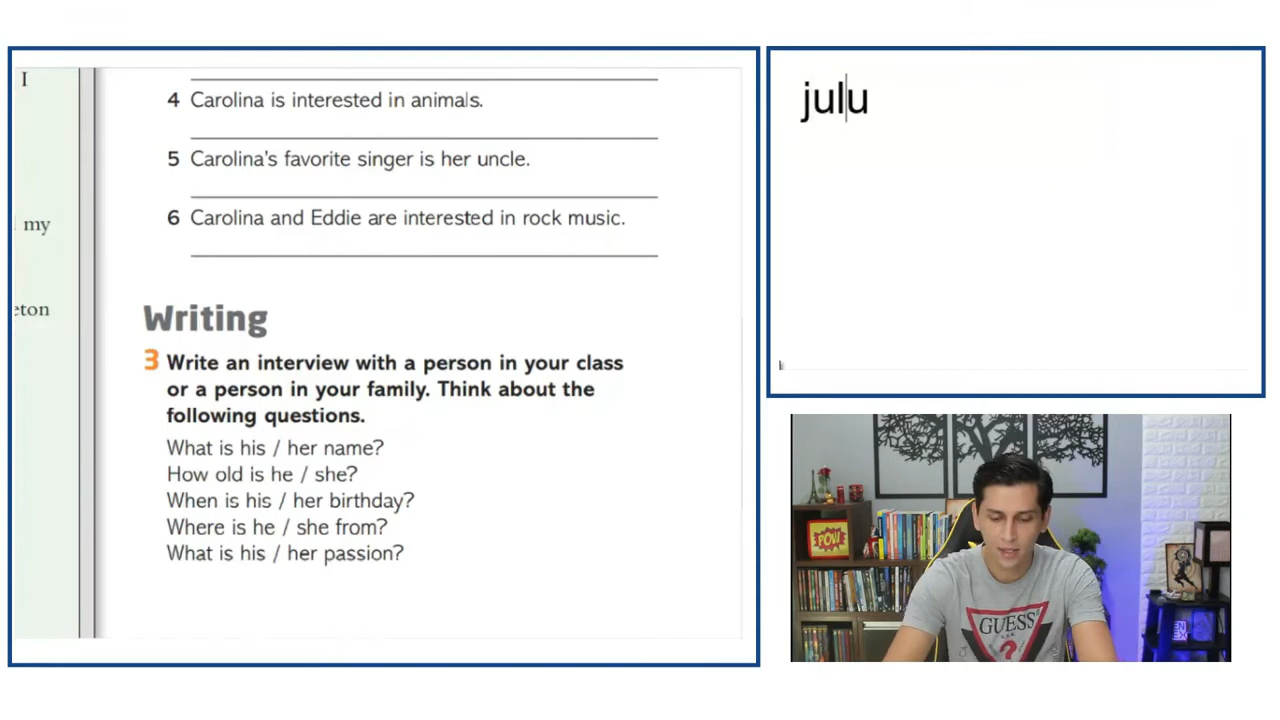 I
my
eton
4 Carolina is interested in animals.
5 Carolina's favorite singer is her uncle.
6 Carolina and Eddie are interested in rock music.
Writing
3 Write an interview with a person in your class
or a person in your family. Think about the
following questions.
What is his / her name?
How old is he / she?
When is his / her birthday?
Where is he / she from?
What is his / her passion?
julu
POW
GUESS
U.S.A.
?